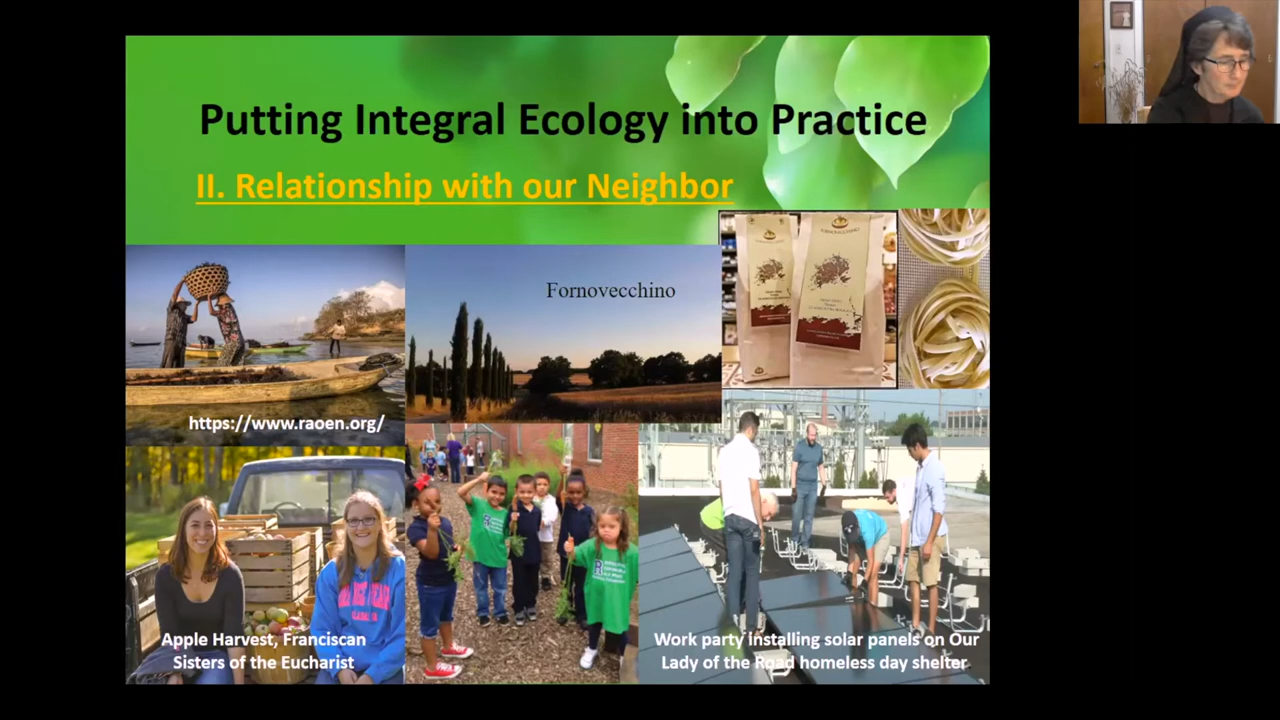 Putting Integral Ecology into Practice
II. Relationship with our Neighbor
Fornovecchino
https://www.raoen.org/
Apple Harvest, Franciscan
Sisters of the Eucharist
Work party installing solar panels on Our
Lady of the Road homeless day shelter